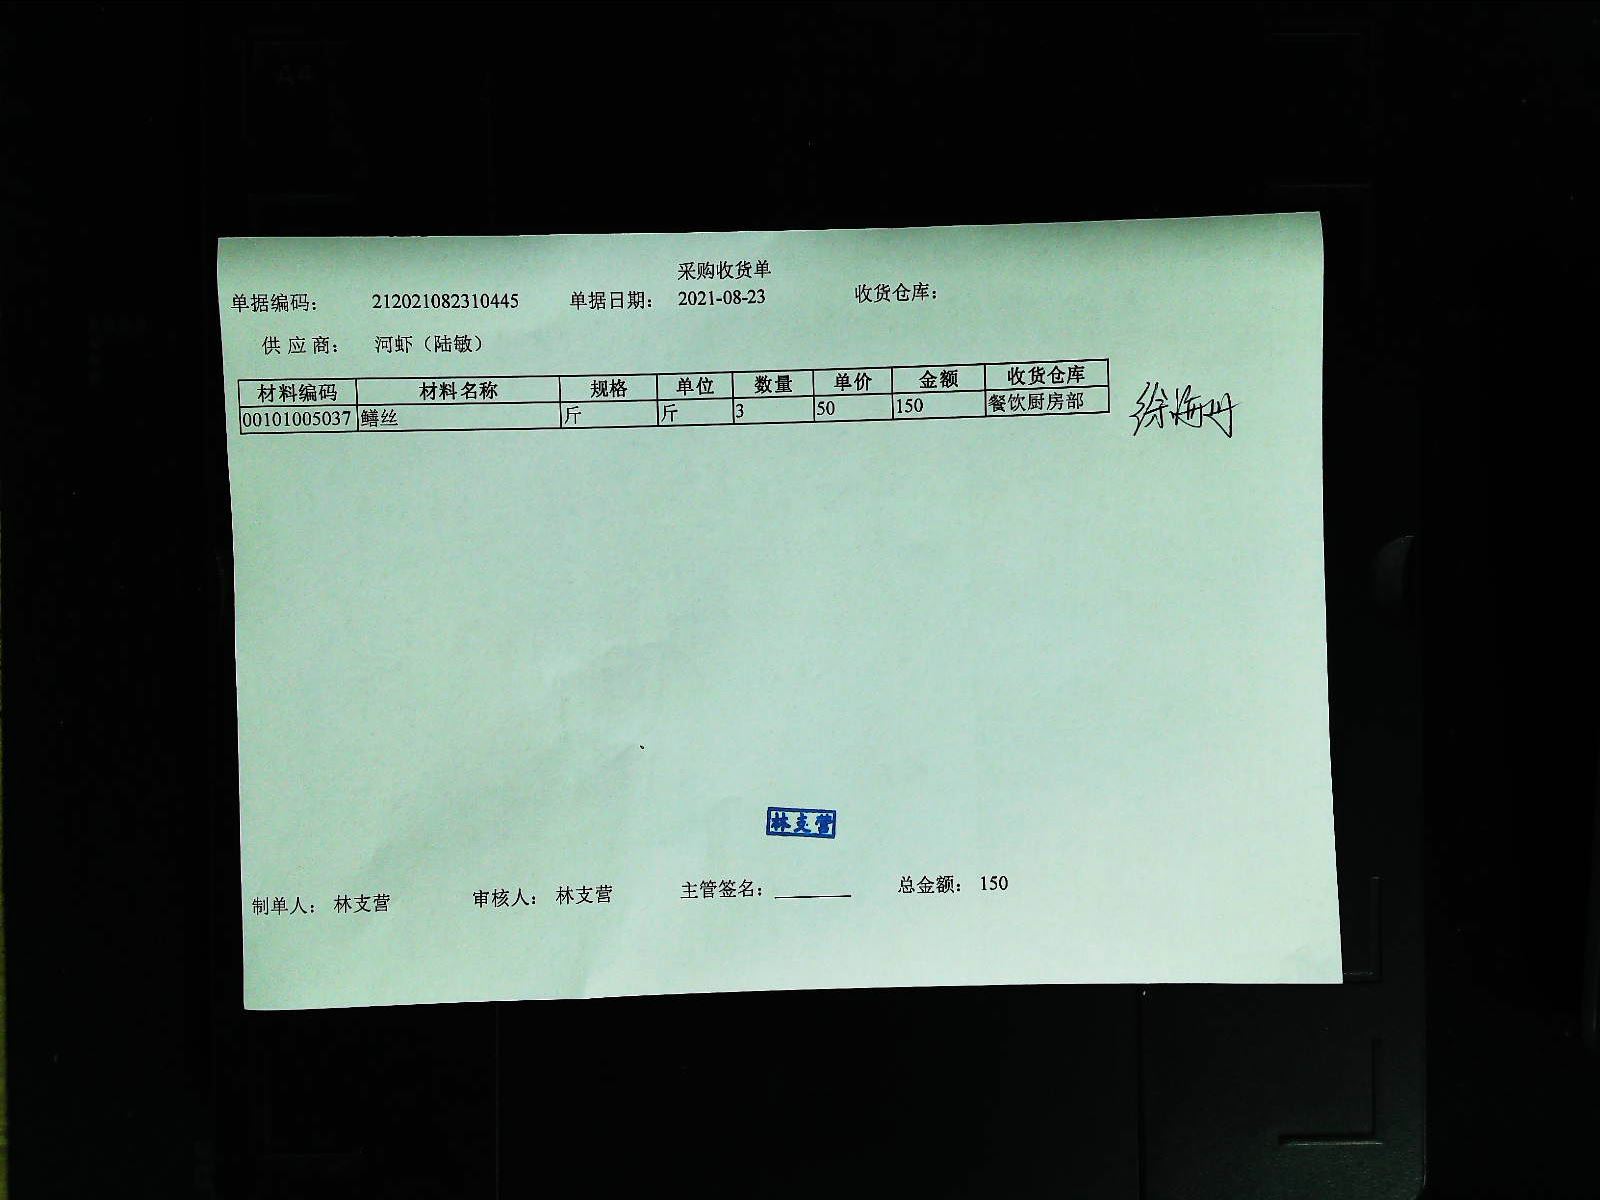 采购收货单
单据编码： 212021082310445 单据日期： 2021-08-23 收货仓库：
供 应 商： 河虾（陆敏）
材料编码 材料名称 规格 单位 数量 单价 金额 收货仓库
00101005037 鳝丝 斤 斤 3 50 150 餐饮厨房部
林支营
制单人： 林支营 审核人： 林支营 主管签名： 总金额： 150